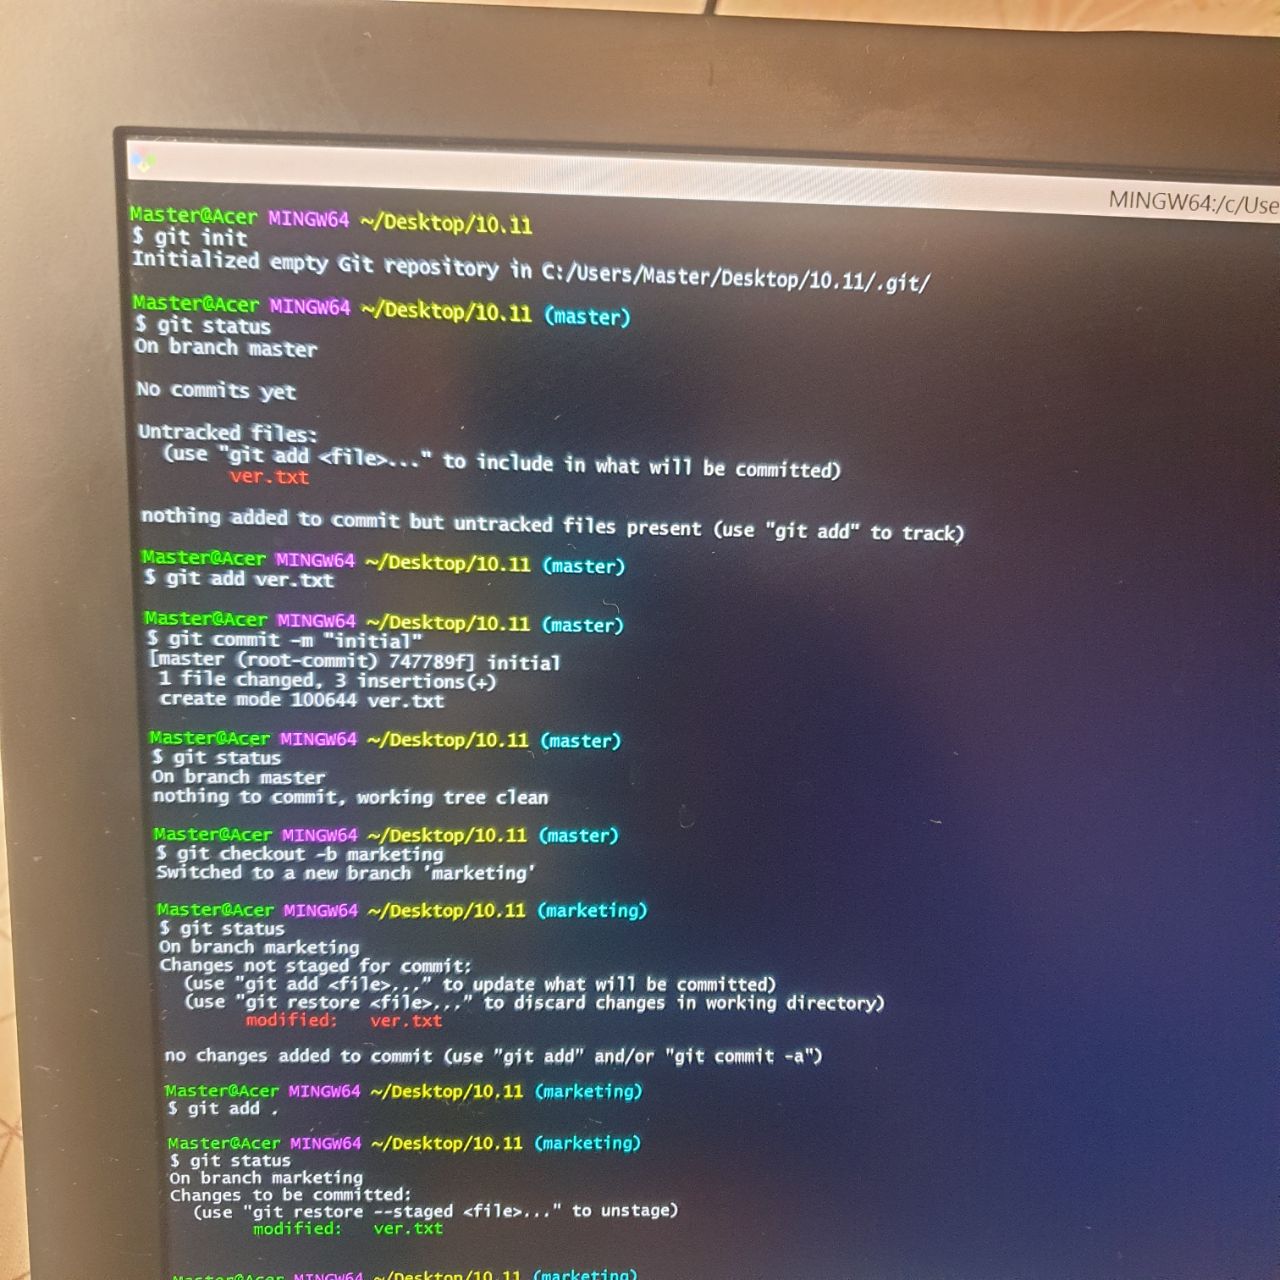 MINGW64:/c/Use
Master@Acer MINGW64 ~/Desktop/10.11
$ git init
Initialized empty Git repository in C:/Users/Master/Desktop/10.11/.git/
Master@Acer MINGW64 ~/Desktop/10.11 (master)
$ git status
On branch master
No commits yet
Untracked files:
(use "git add <file>..." to include in what will be committed)
ver.txt
nothing added to commit but untracked files present (use "git add" to track)
Master@Acer MINGW64 ~/Desktop/10.11 (master)
$ git add ver.txt
Master@Acer MINGW64 ~/Desktop/10.11 (master)
$ git commit -m "initial"
[master (root-commit) 747789f] initial
1 file changed, 3 insertions(+)
create mode 100644 ver.txt
Master@Acer MINGW64 ~/Desktop/10.11 (master)
$ git status
On branch master
nothing to commit, working tree clean
Master@Acer MINGW64 ~/Desktop/10.11 (master)
$ git checkout -b marketing
Switched to a new branch 'marketing'
Master@Acer MINGW64 ~/Desktop/10.11 (marketing)
$ git status
On branch marketing
Changes not staged for commit:
(use "git add <file>..." to update what will be committed)
(use "git restore <file>..." to discard changes in working directory)
modified: ver.txt
no changes added to commit (use "git add" and/or "git commit -a")
Master@Acer MINGW64 ~/Desktop/10.11 (marketing)
$ git add .
Master@Acer MINGW64 ~/Desktop/10.11 (marketing)
$ git status
On branch marketing
Changes to be committed:
(use "git restore --staged <file>..." to unstage)
modified: ver.txt
Master@Acer MINGW64 ~/Desktop/10.11 (marketing)